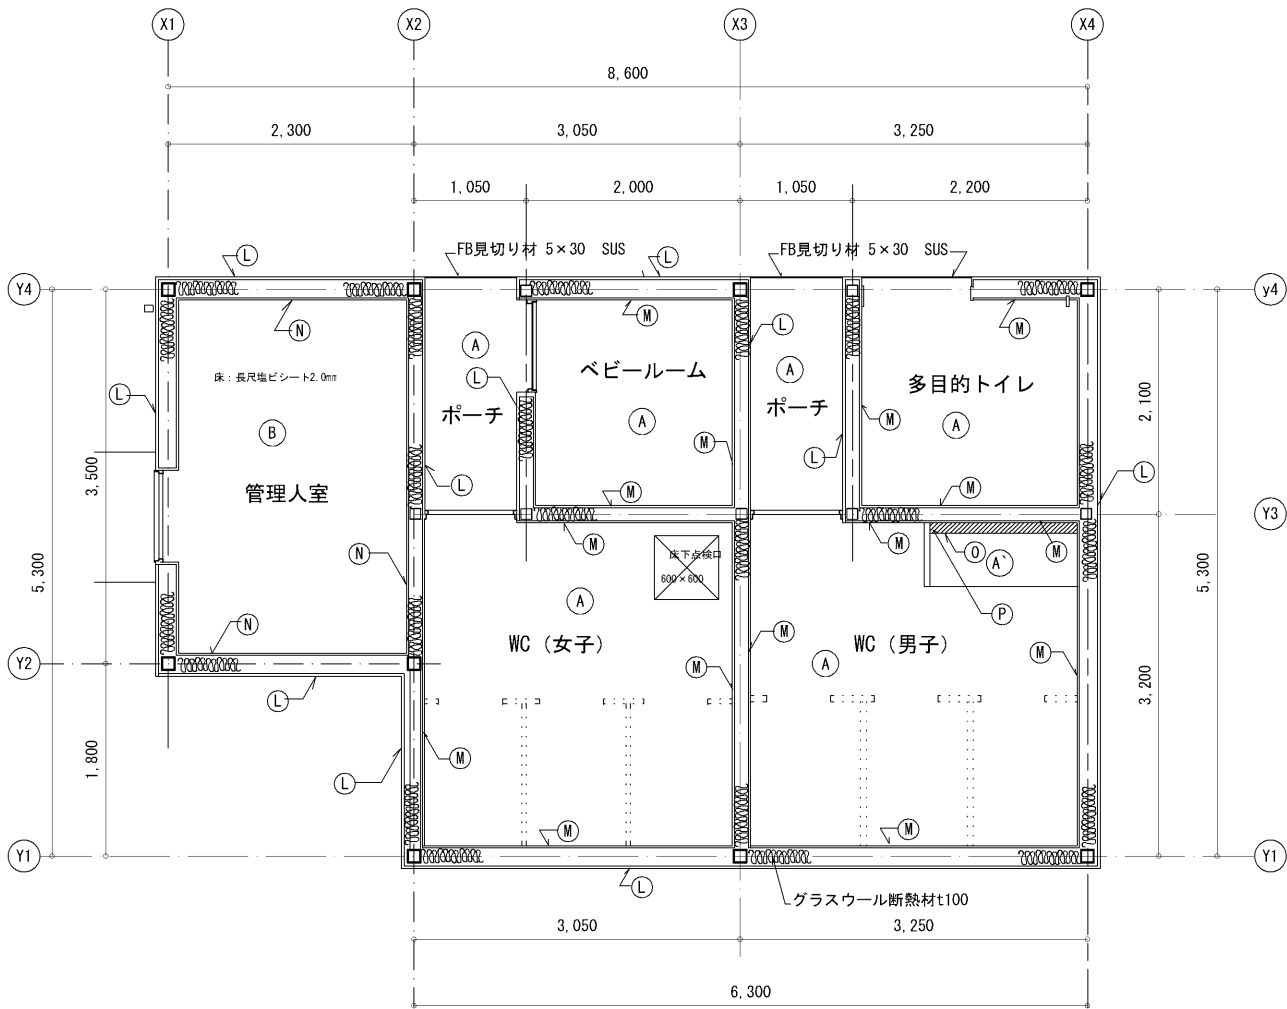 X1
X2
X3
X4
8,600
2,300
3,050
3,250
1,050
2,000
1,050
2,200
L
FB見切り材 5×30 SUS
L
FB見切り材 5×30 SUS
Y4
y4
N
M
L
M
A
床：長尺塩ビシート2.0mm
L
ベビールーム
A
多目的トイレ
L
ポーチ
ポーチ
M
2,100
B
A
A
M
L
3,500
管理人室
L
M
M
L
Y3
5,300
N
M
床下点検口
600×600
M
O
A`
M
5,300
A
P
N
WC（女子）
M
WC（男子）
M
Y2
M
A
L
3,200
1,800
M
L
M
M
Y1
Y1
L
グラスウール断熱材t100
3,050
3,250
6,300